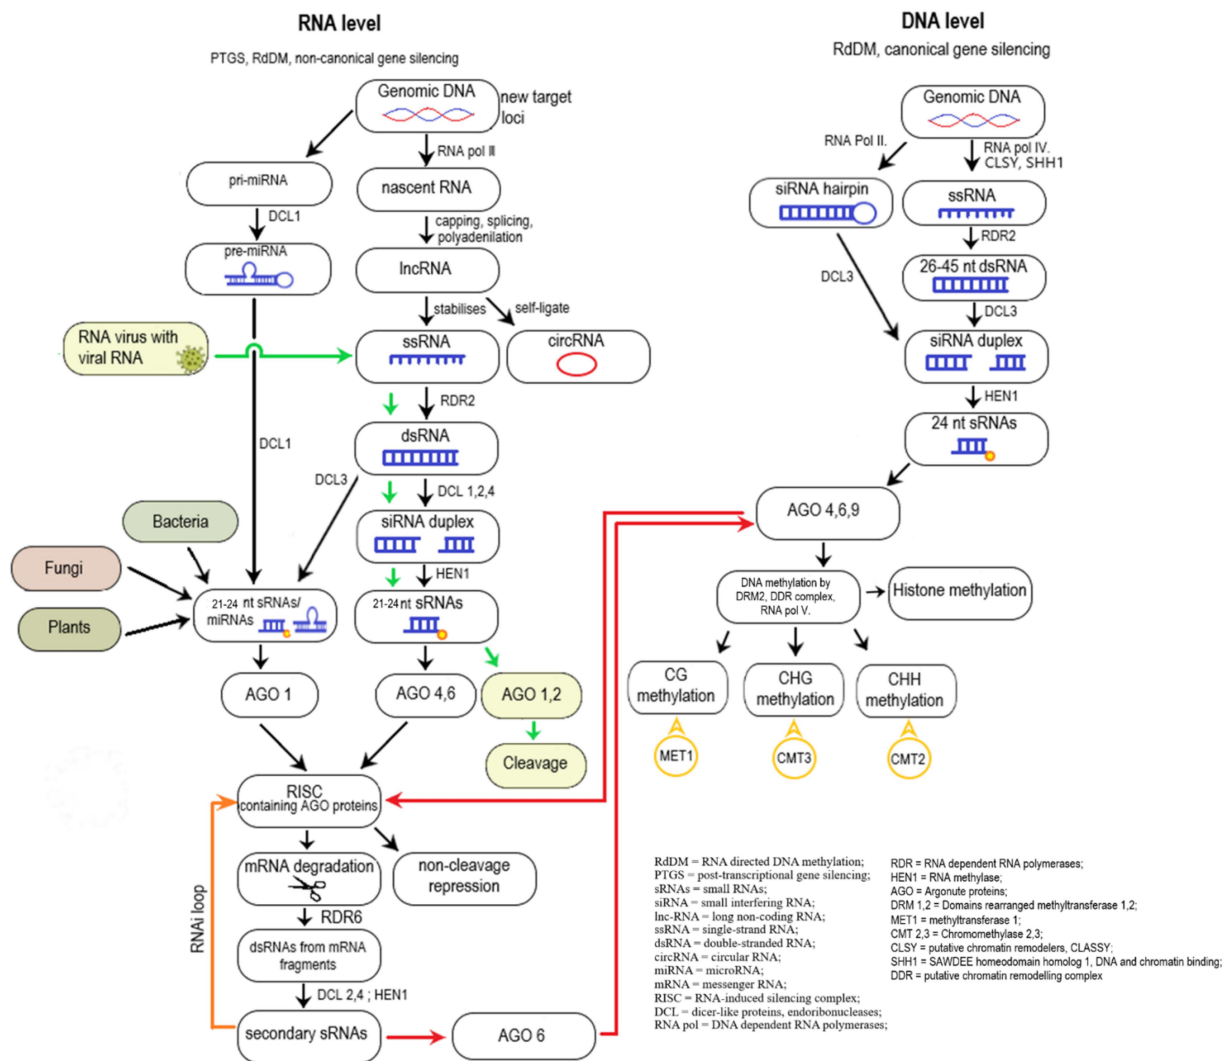 RNA level
PTGS, RdDM, non-canonical gene silencing
Genomic DNA
new target
loci
RNA pol II
pri-miRNA
nascent RNA
DCL1
capping, splicing,
polyadenilation
pre-miRNA
lncRNA
stabilises
self-ligate
RNA virus with
viral RNA
ssRNA
circRNA
RDR2
DCL1
dsRNA
DCL3
DCL 1,2,4
Bacteria
siRNA duplex
Fungi
HEN1
21-24 nt sRNAs/
miRNAs
21-24 nt sRNAs
Plants
AGO 1
AGO 4,6
AGO 1,2
Cleavage
RISC
containing AGO proteins
mRNA degradation
non-cleavage
repression
RNAi loop
RDR6
dsRNAs from mRNA
fragments
DCL 2,4 ; HEN1
secondary sRNAs
AGO 6
DNA level
RdDM, canonical gene silencing
Genomic DNA
RNA Pol II.
RNA pol IV.
CLSY, SHH1
siRNA hairpin
ssRNA
RDR2
DCL3
26-45 nt dsRNA
DCL3
siRNA duplex
HEN1
24 nt sRNAs
AGO 4,6,9
DNA methylation by
DRM2, DDR complex,
RNA pol V.
Histone methylation
CG
methylation
CHG
methylation
CHH
methylation
MET1
CMT3
CMT2
RdDM = RNA directed DNA methylation;
PTGS = post-transcriptional gene silencing;
sRNAs = small RNAs;
siRNA = small interfering RNA;
lnc-RNA = long non-coding RNA;
ssRNA = single-strand RNA;
dsRNA = double-stranded RNA;
circRNA = circular RNA;
miRNA = microRNA;
mRNA = messenger RNA;
RISC = RNA-induced silencing complex;
DCL = dicer-like proteins, endoribonucleases;
RNA pol = DNA dependent RNA polymerses;
RDR = RNA dependent RNA polymerases;
HEN1 = RNA methylase;
AGO = Argonute proteins;
DRM 1,2 = Domains rearranged methyltransferase 1,2;
MET1 = methyttransferase 1;
CMT 2,3 = Chromomethylase 2,3;
CLSY = putative chromatin remodelers, CLASSY;
SHH1 = SAWDEE homeodomain homolog 1, DNA and chromatin binding;
DDR = putative chromatin remodelling complex